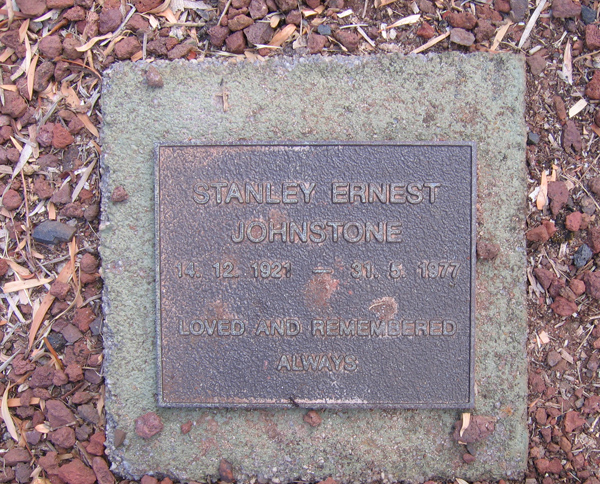 STANLEY ERNEST
JOHNSTONE
14. 12. 1921 — 31. 5. 1977
LOVED AND REMEMBERED
ALWAYS